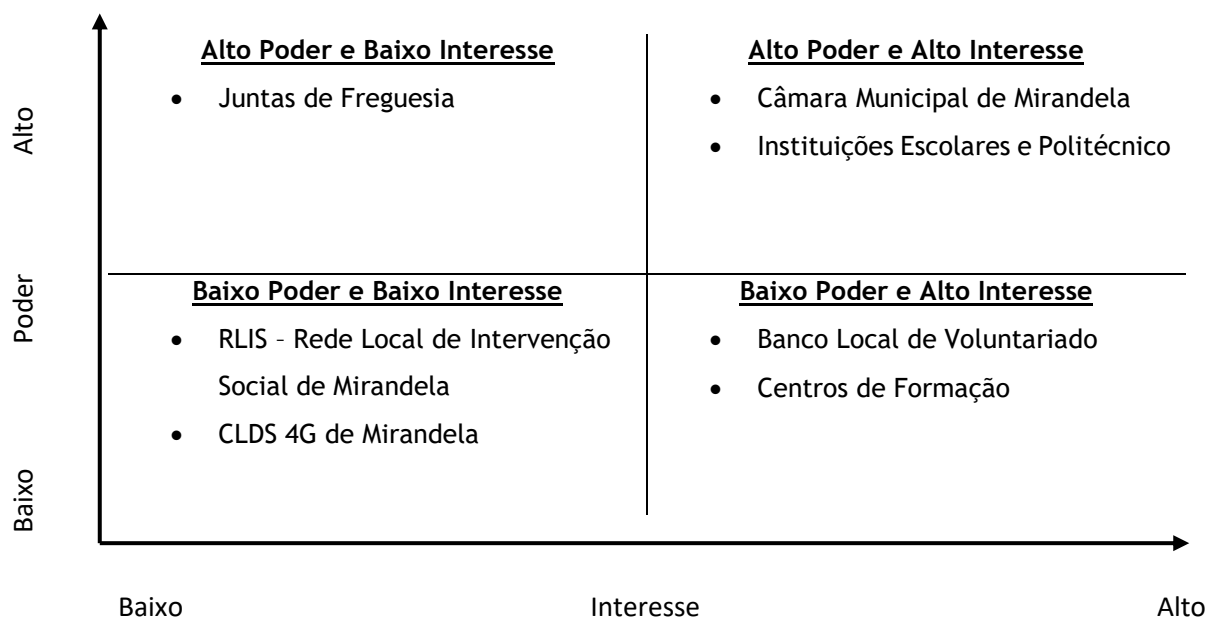 Alto Poder e Baixo Interesse
• Juntas de Freguesia
Alto Poder e Alto Interesse
• Câmara Municipal de Mirandela
• Instituições Escolares e Politécnico
Baixo Poder e Baixo Interesse
• RLIS – Rede Local de Intervenção
Social de Mirandela
• CLDS 4G de Mirandela
Baixo Poder e Alto Interesse
• Banco Local de Voluntariado
• Centros de Formação
Alto
Poder
Baixo
Baixo
Interesse
Alto